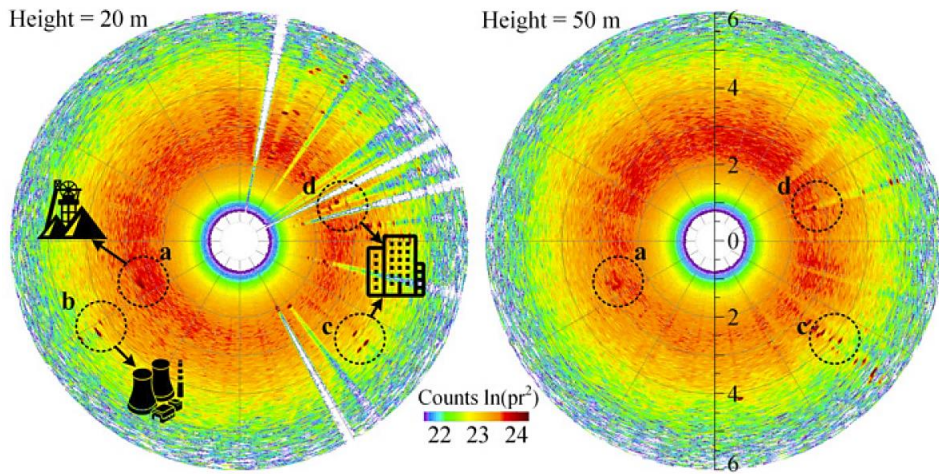 Height = 20 m
Height = 50 m
6
4
2
0
2
4
6
d
a
b
c
d
a
c
Counts ln(pr²)
22 23 24